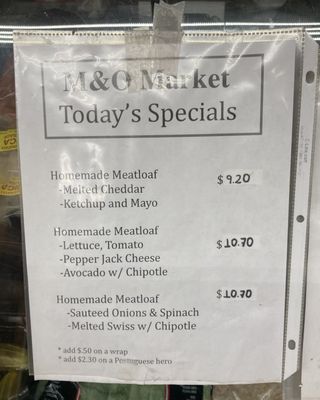 M&O Market
Today's Specials
Homemade Meatloaf
-Melted Cheddar
-Ketchup and Mayo
$9.20
Homemade Meatloaf
-Lettuce, Tomato
-Pepper Jack Cheese
-Avocado w/ Chipotle
$10.70
Homemade Meatloaf
-Sauteed Onions & Spinach
-Melted Swiss w/ Chipotle
$10.70
* add $.50 on a wrap
* add $2.30 on a Portuguese hero